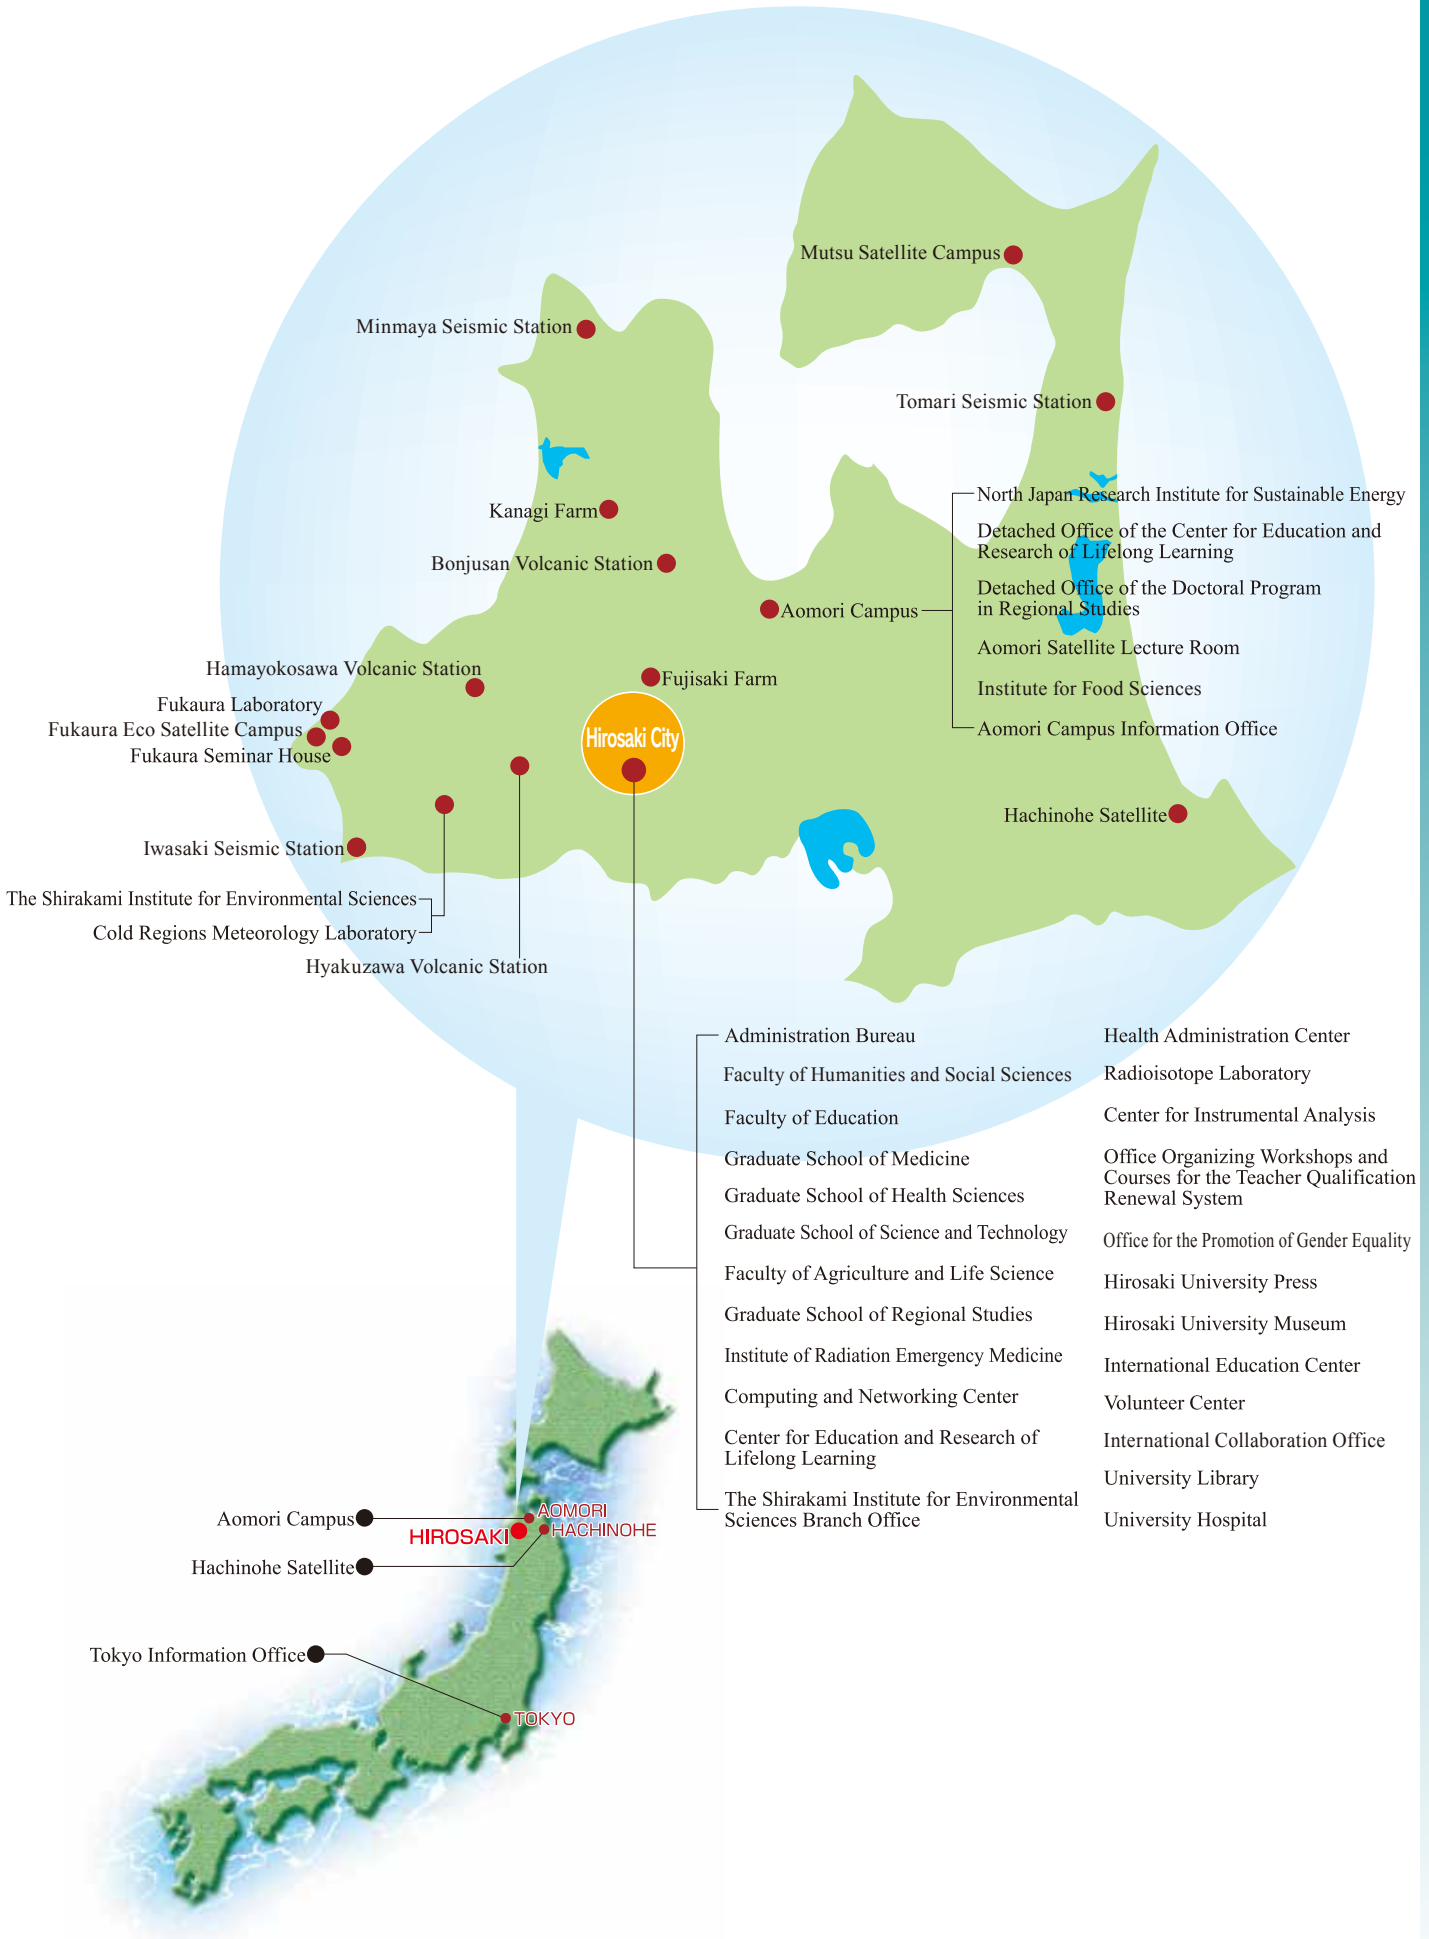 Mutsu Satellite Campus
Minmaya Seismic Station
Tomari Seismic Station
Kanagi Farm
Bonjusan Volcanic Station
Aomori Campus
North Japan Research Institute for Sustainable Energy
Detached Office of the Center for Education and
Research of Lifelong Learning
Detached Office of the Doctoral Program
in Regional Studies
Aomori Satellite Lecture Room
Institute for Food Sciences
Aomori Campus Information Office
Hamayokosawa Volcanic Station
Fujisaki Farm
Fukaura Laboratory
Fukaura Eco Satellite Campus
Fukaura Seminar House
Hirosaki City
Hachinohe Satellite
Iwasaki Seismic Station
The Shirakami Institute for Environmental Sciences
Cold Regions Meteorology Laboratory
Hyakuzawa Volcanic Station
Administration Bureau
Faculty of Humanities and Social Sciences
Faculty of Education
Graduate School of Medicine
Graduate School of Health Sciences
Graduate School of Science and Technology
Faculty of Agriculture and Life Science
Graduate School of Regional Studies
Institute of Radiation Emergency Medicine
Computing and Networking Center
Center for Education and Research of
Lifelong Learning
The Shirakami Institute for Environmental
Sciences Branch Office
Health Administration Center
Radioisotope Laboratory
Center for Instrumental Analysis
Office Organizing Workshops and
Courses for the Teacher Qualification
Renewal System
Office for the Promotion of Gender Equality
Hirosaki University Press
Hirosaki University Museum
International Education Center
Volunteer Center
International Collaboration Office
University Library
University Hospital
Aomori Campus
AOMORI
HIROSAKI
HACHINOHE
Hachinohe Satellite
Tokyo Information Office
TOKYO